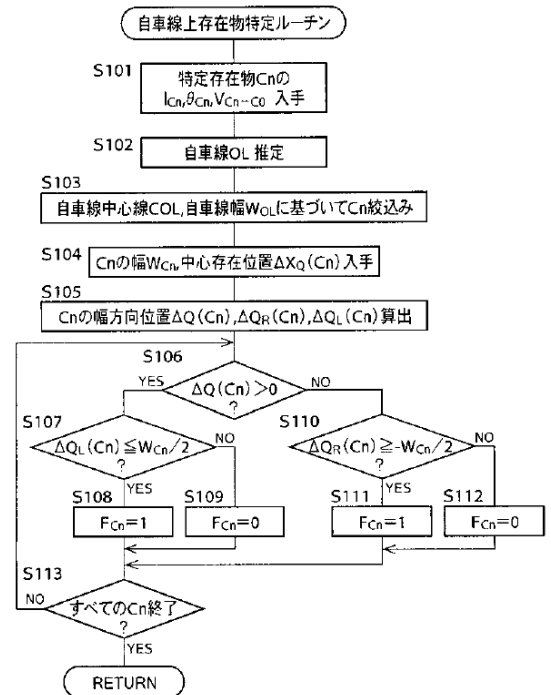 自車線上存在物特定ルーチン
S101
特定存在物Cnの
lCn,θCn,VCn-C0 入手
S102
自車線OL 推定
S103
自車線中心線COL,自車線幅WOLに基づいてCn絞込み
S104
Cnの幅WCn,中心存在位置ΔXQ(Cn)入手
S105
Cnの幅方向位置ΔQ(Cn),ΔQR(Cn),ΔQL(Cn)算出
S106
YES
ΔQ(Cn)>0
?
NO
S107
ΔQL(Cn)≦WCn/2
?
NO
YES
S110
ΔQR(Cn)≧-WCn/2
?
NO
YES
S108
FCn=1
S109
FCn=0
S111
FCn=1
S112
FCn=0
S113
NO
すべてのCn終了
?
YES
RETURN